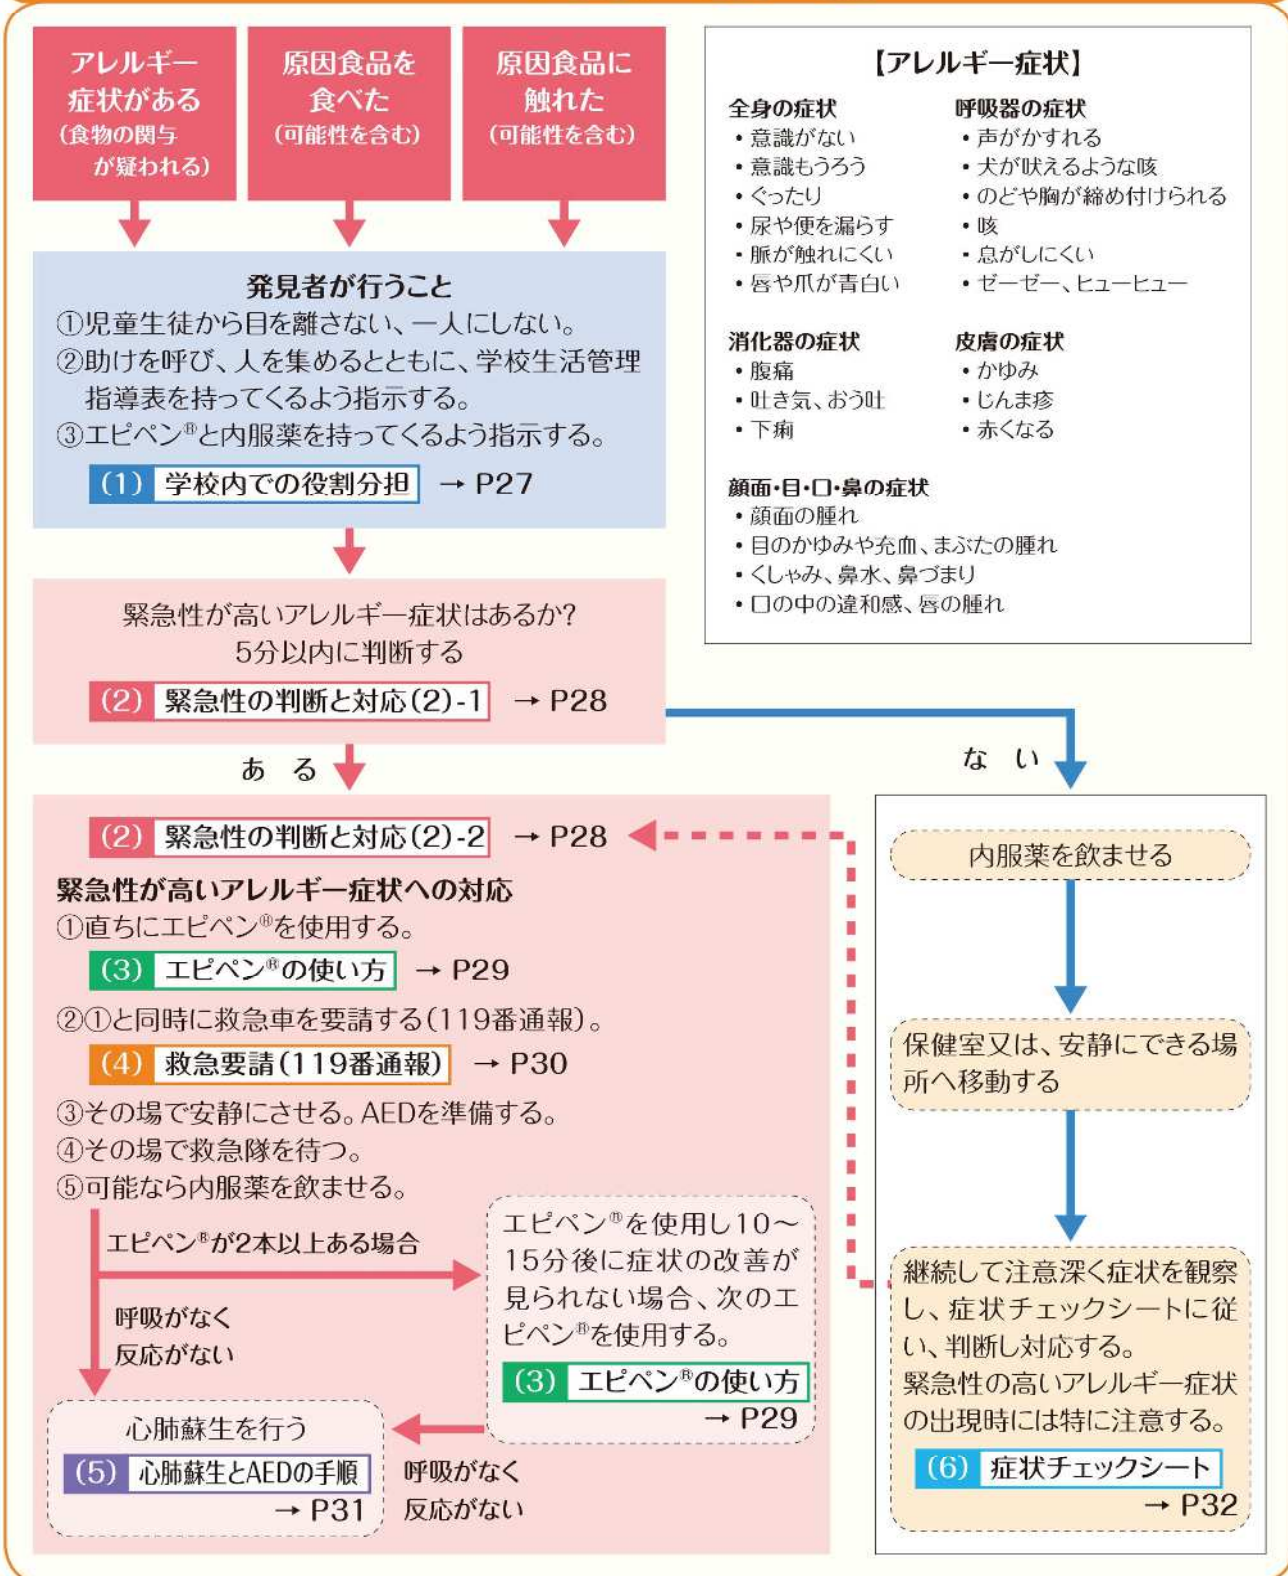 アレルギー
症状がある
(食物の関与
が疑われる)
原因食品を
食べた
(可能性を含む)
原因食品に
触れた
(可能性を含む)
発見者が行うこと
①児童生徒から目を離さない、一人にしない。
②助けを呼び、人を集めるとともに、学校生活管理
指導表を持ってくるよう指示する。
③エピペン®と内服薬を持ってくるよう指示する。
(1) 学校内での役割分担 → P27
【アレルギー症状】
全身の症状
・意識がない
・意識もうろう
・ぐったり
・尿や便を漏らす
・脈が触れにくい
・唇や爪が青白い
呼吸器の症状
・声がかすれる
・犬が吠えるような咳
・のどや胸が締め付けられる
・咳
・息がしにくい
・ゼーゼー、ヒューヒュー
消化器の症状
・腹痛
・吐き気、おう吐
・下痢
皮膚の症状
・かゆみ
・じんま疹
・赤くなる
顔面・目・口・鼻の症状
・顔面の腫れ
・目のかゆみや充血、まぶたの腫れ
・くしゃみ、鼻水、鼻づまり
・口の中の違和感、唇の腫れ
緊急性が高いアレルギー症状はあるか?
5分以内に判断する
(2) 緊急性の判断と対応(2)-1 → P28
ある
ない
(2) 緊急性の判断と対応(2)-2 → P28
緊急性が高いアレルギー症状への対応
①直ちにエピペン®を使用する。
(3) エピペン®の使い方 → P29
②①と同時に救急車を要請する(119番通報)。
(4) 救急要請(119番通報) → P30
③その場で安静にさせる。AEDを準備する。
④その場で救急隊を待つ。
⑤可能なら内服薬を飲ませる。
エピペン®が2本以上ある場合
呼吸がなく
反応がない
エピペン®を使用し10~
15分後に症状の改善が
見られない場合、次のエ
ピペン®を使用する。
(3) エピペン®の使い方
→ P29
心肺蘇生を行う
(5) 心肺蘇生とAEDの手順
→ P31
呼吸がなく
反応がない
内服薬を飲ませる
保健室又は、安静にできる場
所へ移動する
継続して注意深く症状を観察
し、症状チェックシートに従
い、判断し対応する。
緊急性の高いアレルギー症状
の出現時には特に注意する。
(6) 症状チェックシート
→ P32